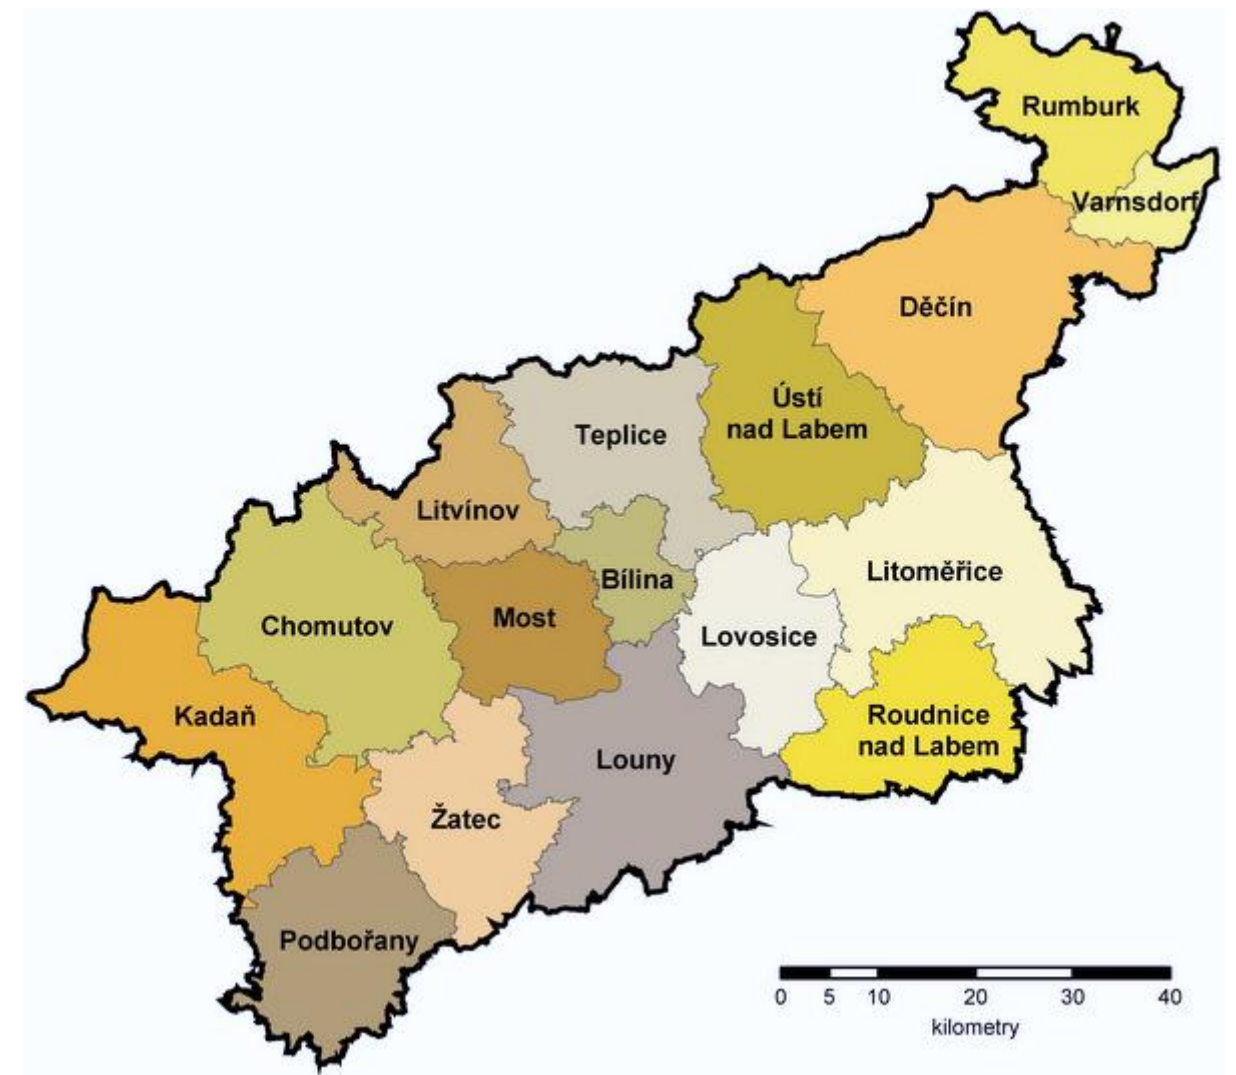 Rumburk
Varnsdorf
Děčín
Ústí
nad Labem
Teplice
Litvínov
Litoměřice
Bílina
Most
Chomutov
Lovosice
Kadaň
Roudnice
nad Labem
Louny
Žatec
Podbořany
0 5 10 20 30 40
kilometry